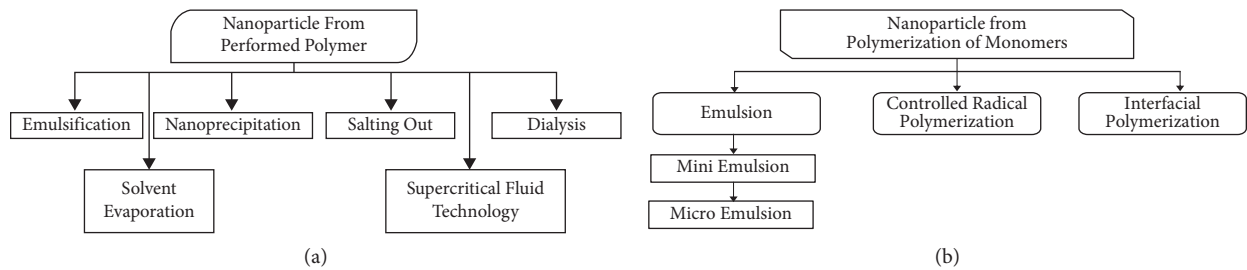 Nanoparticle From
Performed Polymer
Emulsification
Nanoprecipitation
Salting Out
Dialysis
Solvent
Evaporation
Supercritical Fluid
Technology
(a)
Nanoparticle from
Polymerization of Monomers
Emulsion
Controlled Radical
Polymerization
Interfacial
Polymerization
Mini Emulsion
Micro Emulsion
(b)